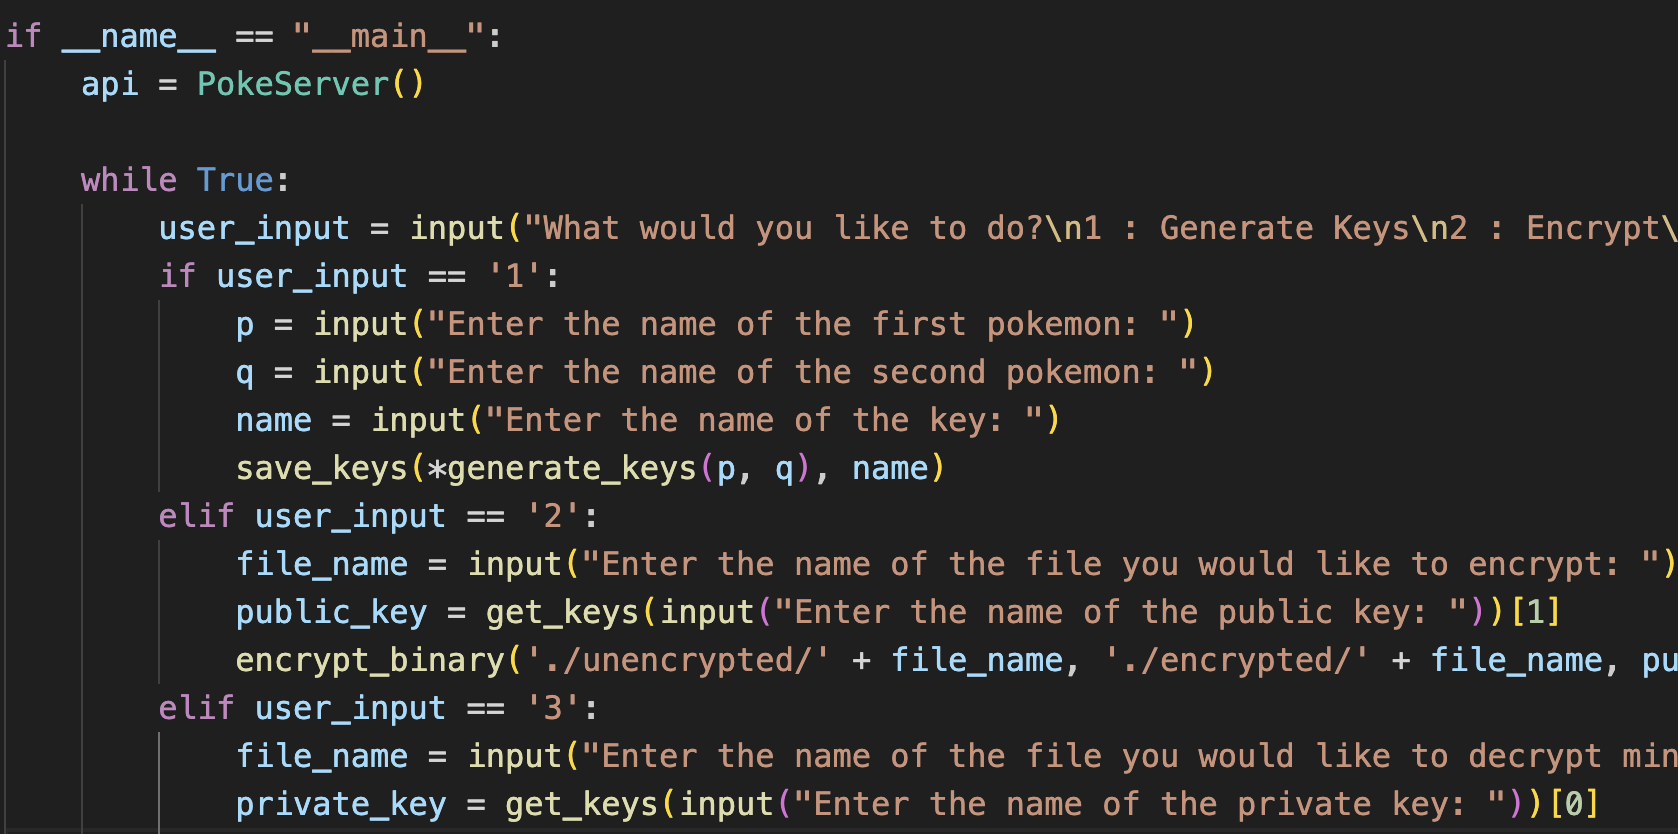 if __name__ == "__main__":
    api = PokeServer()

    while True:
        user_input = input("What would you like to do?\n1 : Generate Keys\n2 : Encrypt\
        if user_input == '1':
            p = input("Enter the name of the first pokemon: ")
            q = input("Enter the name of the second pokemon: ")
            name = input("Enter the name of the key: ")
            save_keys(*generate_keys(p, q), name)
        elif user_input == '2':
            file_name = input("Enter the name of the file you would like to encrypt: ")
            public_key = get_keys(input("Enter the name of the public key: "))[1]
            encrypt_binary('./unencrypted/' + file_name, './encrypted/' + file_name, pu
        elif user_input == '3':
            file_name = input("Enter the name of the file you would like to decrypt min
            private_key = get_keys(input("Enter the name of the private key: "))[0]